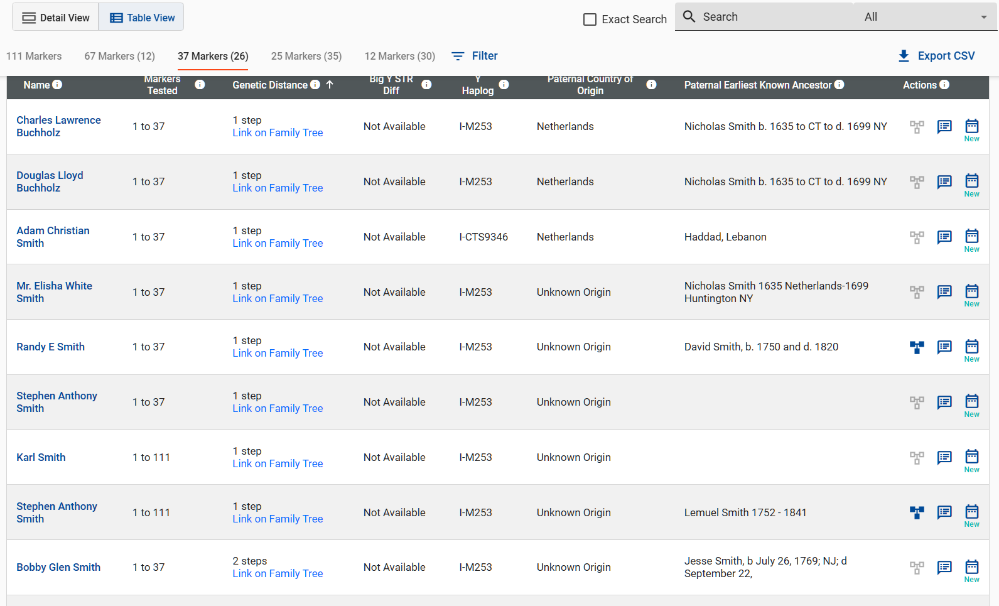 Detail View
Table View
Exact Search
Search
All
111 Markers
67 Markers (12)
37 Markers (26)
25 Markers (35)
12 Markers (30)
Filter
Export CSV
Name
Markers
Tested
Genetic Distance
Big Y STR
Diff
Y
Haplog
Paternal Country of
Origin
Paternal Earliest Known Ancestor
Actions
Charles Lawrence
Buchholz
1 to 37
1 step
Link on Family Tree
Not Available
I-M253
Netherlands
Nicholas Smith b. 1635 to CT to d. 1699 NY
New
Douglas Lloyd
Buchholz
1 to 37
1 step
Link on Family Tree
Not Available
I-M253
Netherlands
Nicholas Smith b. 1635 to CT to d. 1699 NY
New
Adam Christian
Smith
1 to 37
1 step
Link on Family Tree
Not Available
I-CTS9346
Netherlands
Haddad, Lebanon
New
Mr. Elisha White
Smith
1 to 37
1 step
Link on Family Tree
Not Available
I-M253
Unknown Origin
Nicholas Smith 1635 Netherlands-1699
Huntington NY
New
Randy E Smith
1 to 37
1 step
Link on Family Tree
Not Available
I-M253
Unknown Origin
David Smith, b. 1750 and d. 1820
New
Stephen Anthony
Smith
1 to 37
1 step
Link on Family Tree
Not Available
I-M253
Unknown Origin
New
Karl Smith
1 to 111
1 step
Link on Family Tree
Not Available
I-M253
Unknown Origin
New
Stephen Anthony
Smith
1 to 111
1 step
Link on Family Tree
Not Available
I-M253
Unknown Origin
Lemuel Smith 1752 - 1841
New
Bobby Glen Smith
1 to 37
2 steps
Link on Family Tree
Not Available
I-M253
Unknown Origin
Jesse Smith, b July 26, 1769; NJ; d
September 22,
New